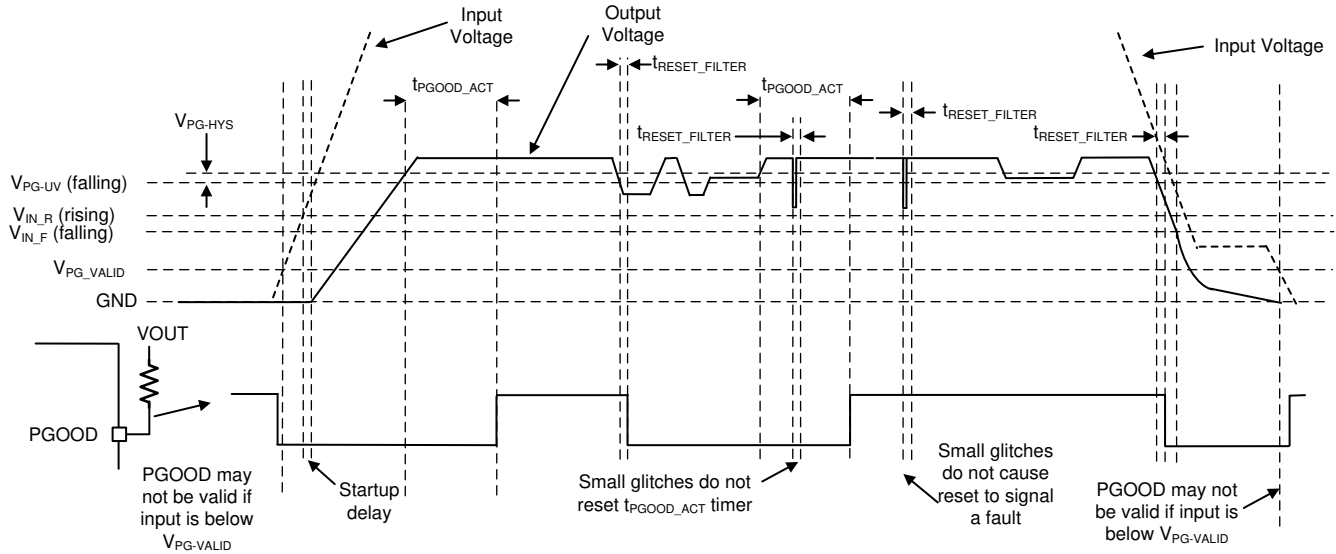 Input
Voltage
Output
Voltage
Input Voltage
tRESET_FILTER
tPGOOD_ACT
tPGOOD_ACT
tRESET_FILTER
tRESET_FILTER
tRESET_FILTER
VPG-HYS
VPG-UV (falling)
VIN_R (rising)
VIN_F (falling)
VPG_VALID
GND
VOUT
PGOOD
PGOOD may
not be valid if
input is below
VPG-VALID
Startup
delay
Small glitches do not
reset tPGOOD_ACT timer
Small glitches
do not cause
reset to signal
a fault
PGOOD may not
be valid if input is
below VPG-VALID